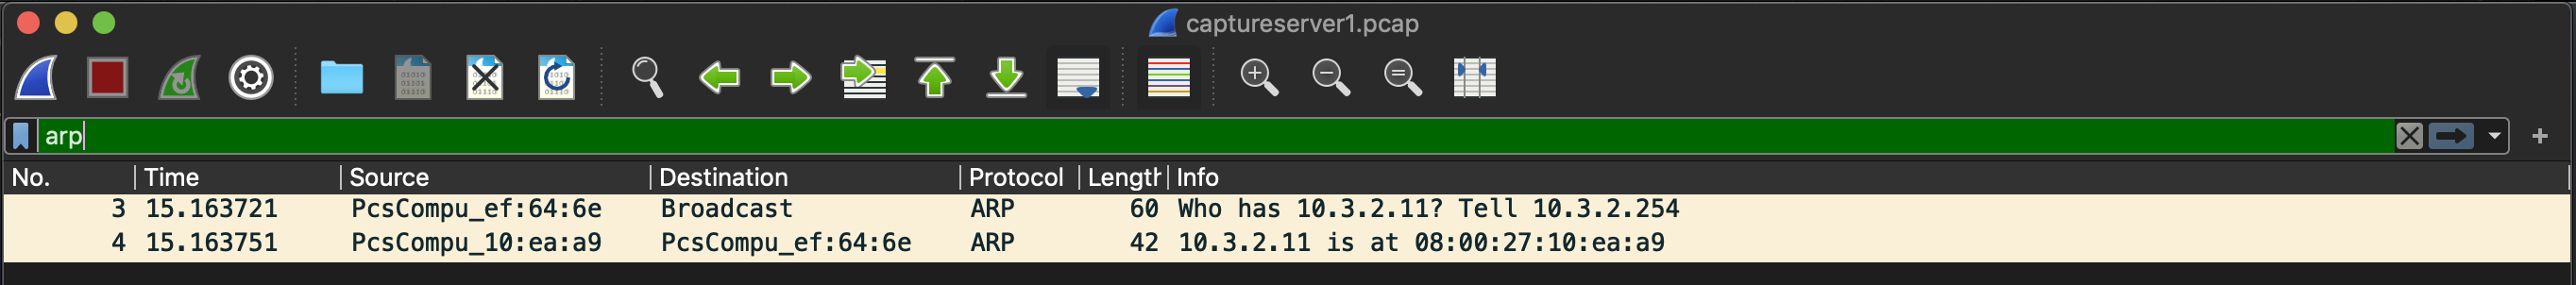 captureserver1.pcap
arp
No. Time Source Destination Protocol Length Info
3 15.163721 PcsCompu_ef:64:6e Broadcast ARP 60 Who has 10.3.2.11? Tell 10.3.2.254
4 15.163751 PcsCompu_10:ea:a9 PcsCompu_ef:64:6e ARP 42 10.3.2.11 is at 08:00:27:10:ea:a9